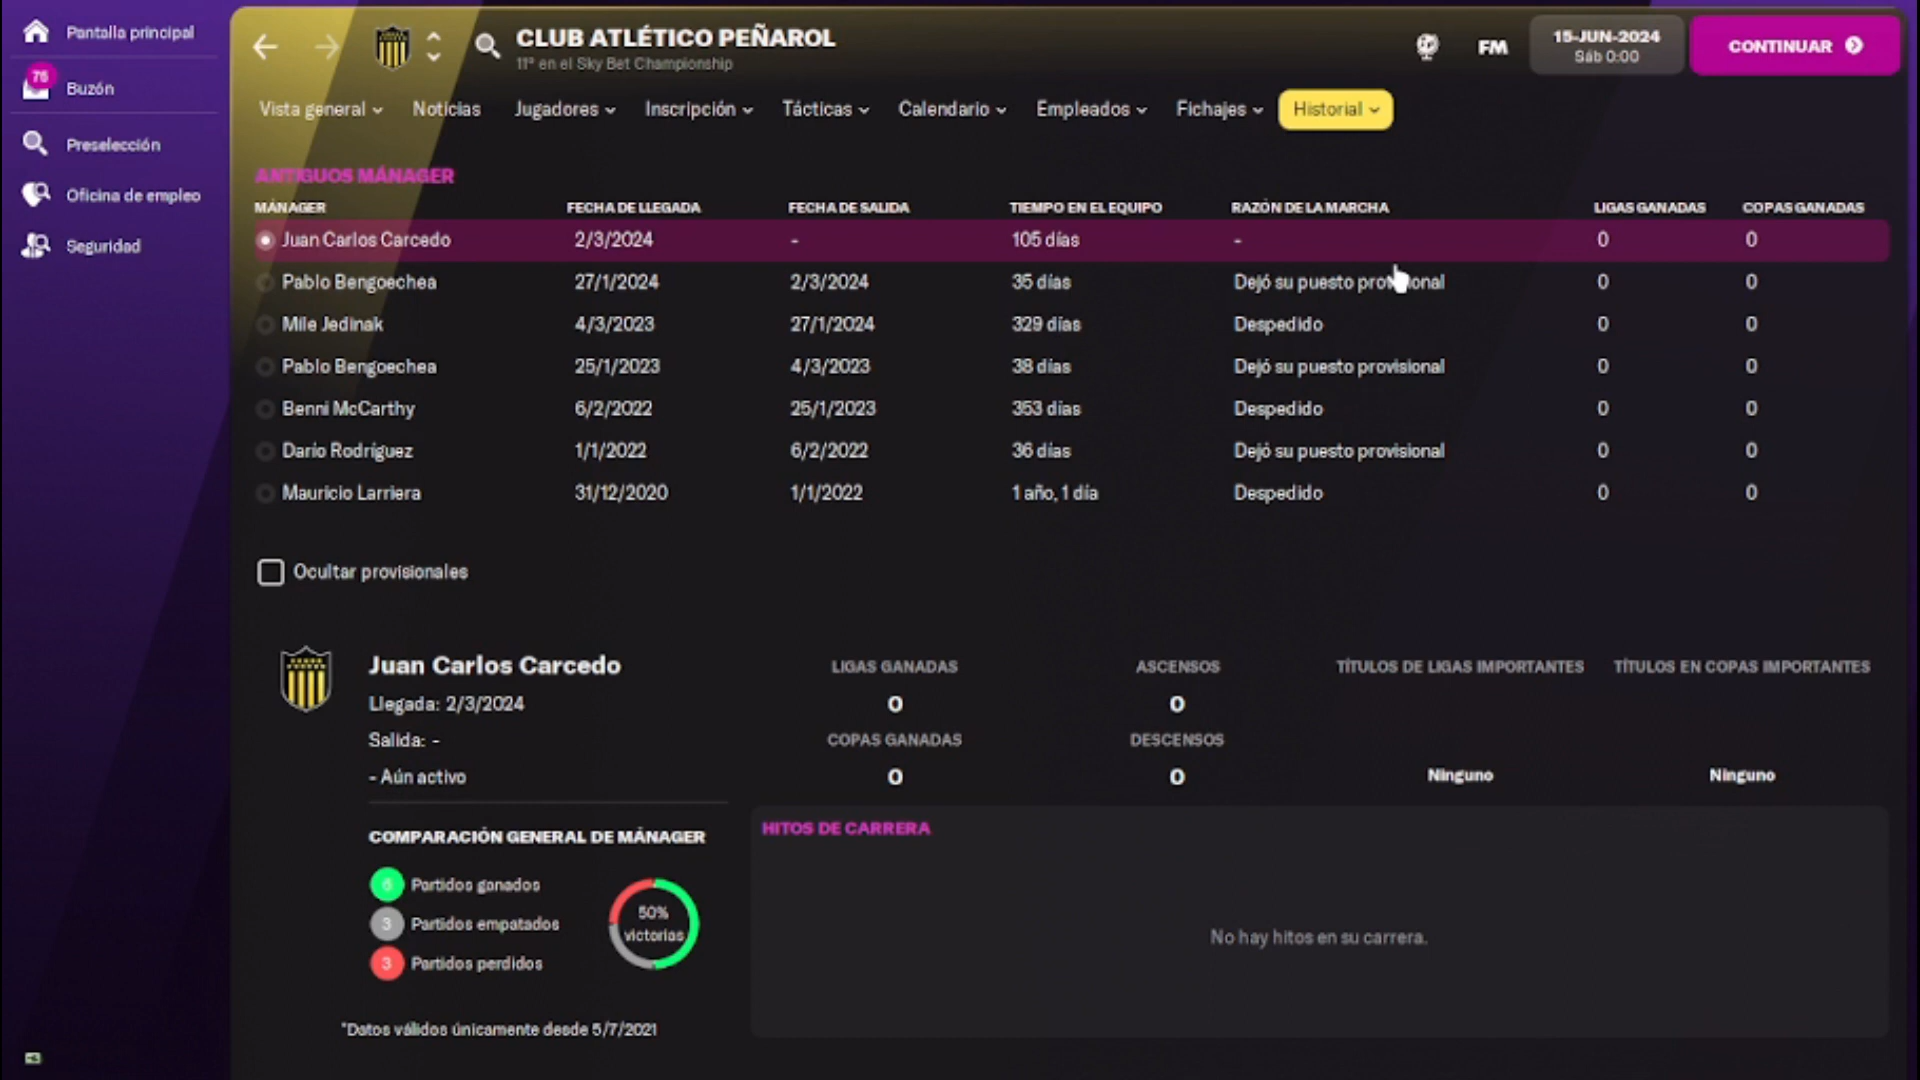 Pantalla principal
76
Buzón
Preselección
Oficina de empleo
Seguridad
CLUB ATLÉTICO PEÑAROL
11º en el Sky Bet Championship
FM
15-JUN-2024
Sáb 0:00
CONTINUAR
Vista general Noticias Jugadores Inscripción Tácticas Calendario Empleados Fichajes Historial
ANTIGUOS MÁNAGER
MÁNAGER FECHA DE LLEGADA FECHA DE SALIDA TIEMPO EN EL EQUIPO RAZÓN DE LA MARCHA LIGAS GANADAS COPAS GANADAS
Juan Carlos Carcedo 2/3/2024 - 105 días - 0 0
Pablo Bengoechea 27/1/2024 2/3/2024 35 días Dejó su puesto 0 0
Mile Jedinak 4/3/2023 27/1/2024 329 días Despedido 0 0
Pablo Bengoechea 25/1/2023 4/3/2023 38 días Dejó su puesto provisional 0 0
Benni McCarthy 6/2/2022 25/1/2023 353 días Despedido 0 0
Darío Rodríguez 1/1/2022 6/2/2022 36 días Dejó su puesto provisional 0 0
Mauricio Larriera 31/12/2020 1/1/2022 1 año, 1 día Despedido 0 0
Ocultar provisionales
Juan Carlos Carcedo
Llegada: 2/3/2024
Salida: -
- Aún activo
LIGAS GANADAS
0
COPAS GANADAS
0
ASCENSOS
0
DESCENSOS
0
TÍTULOS DE LIGAS IMPORTANTES
Ninguno
TÍTULOS EN COPAS IMPORTANTES
Ninguno
COMPARACIÓN GENERAL DE MÁNAGER
Partidos ganados
3 Partidos empatados
3 Partidos perdidos
50%
victorias
*Datos válidos únicamente desde 5/7/2021
HITOS DE CARRERA
No hay hitos en su carrera.